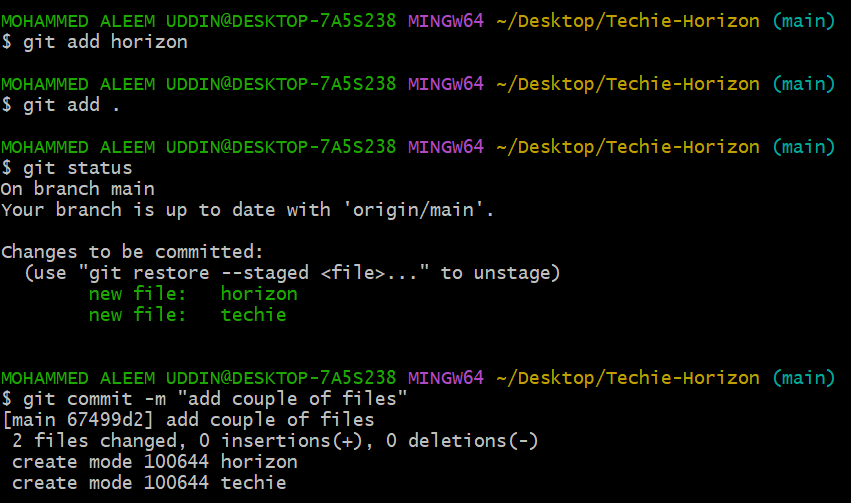 MOHAMMED ALEEM UDDIN@DESKTOP-7A5S238 MINGW64 ~/Desktop/Techie-Horizon (main)
$ git add horizon
MOHAMMED ALEEM UDDIN@DESKTOP-7A5S238 MINGW64 ~/Desktop/Techie-Horizon (main)
$ git add .
MOHAMMED ALEEM UDDIN@DESKTOP-7A5S238 MINGW64 ~/Desktop/Techie-Horizon (main)
$ git status
On branch main
Your branch is up to date with 'origin/main'.
Changes to be committed:
  (use "git restore --staged <file>..." to unstage)
        new file:   horizon
        new file:   techie
MOHAMMED ALEEM UDDIN@DESKTOP-7A5S238 MINGW64 ~/Desktop/Techie-Horizon (main)
$ git commit -m "add couple of files"
[main 67499d2] add couple of files
 2 files changed, 0 insertions(+), 0 deletions(-)
 create mode 100644 horizon
 create mode 100644 techie